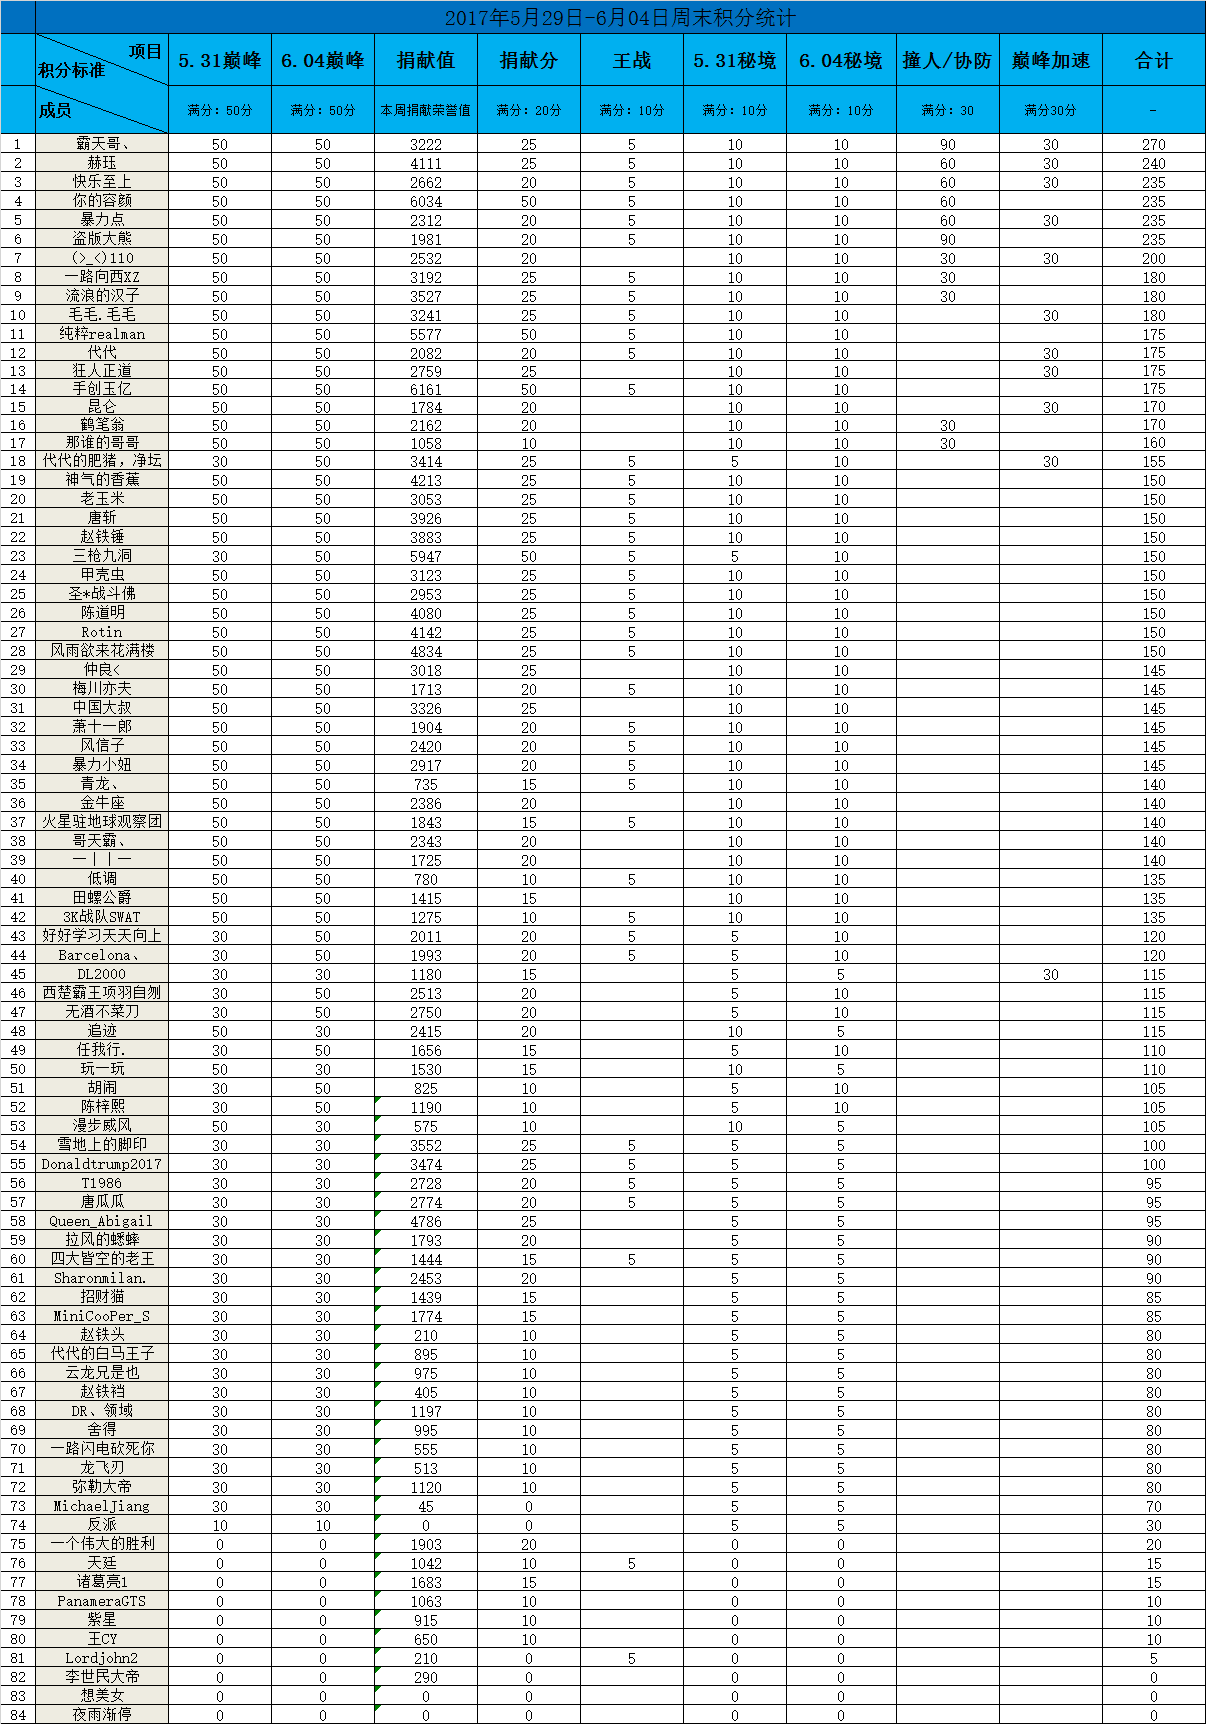 2017年5月29日-6月04日周末积分统计
项目 积分标准 5.31巅峰 6.04巅峰 捐献值 捐献分 王战 5.31秘境 6.04秘境 撞人/协防 巅峰加速 合计
成员 满分：50分 满分：50分 本周捐献荣誉值 满分：20分 满分：10分 满分：10分 满分：10分 满分：30 满分30分 -
1 霸天哥、 50 50 3222 25 5 10 10 90 30 270
2 赫珏 50 50 4111 25 5 10 10 60 30 240
3 快乐至上 50 50 2662 20 5 10 10 60 30 235
4 你的容颜 50 50 6034 50 5 10 10 60 235
5 暴力点 50 50 2312 20 5 10 10 60 30 235
6 盗版大熊 50 50 1981 20 5 10 10 90 235
7 (>_<)110 50 50 2532 20 10 10 30 30 200
8 一路向西XZ 50 50 3192 25 5 10 10 30 180
9 流浪的汉子 50 50 3527 25 5 10 10 30 180
10 毛毛.毛毛 50 50 3241 25 5 10 10 30 180
11 纯粹realman 50 50 5577 50 5 10 10 175
12 代代 50 50 2082 20 5 10 10 30 175
13 狂人正道 50 50 2759 25 10 10 30 175
14 手创玉亿 50 50 6161 50 5 10 10 175
15 昆仑 50 50 1784 20 10 10 30 170
16 鹤笔翁 50 50 2162 20 10 10 30 170
17 那谁的哥哥 50 50 1058 10 10 10 30 160
18 代代的肥猪，净坛 30 50 3414 25 5 5 10 30 155
19 神气的香蕉 50 50 4213 25 5 10 10 150
20 老玉米 50 50 3053 25 5 10 10 150
21 唐斩 50 50 3926 25 5 10 10 150
22 赵铁锤 50 50 3883 25 5 10 10 150
23 三枪九洞 30 50 5947 50 5 5 10 150
24 甲壳虫 50 50 3123 25 5 10 10 150
25 圣*战斗佛 50 50 2953 25 5 10 10 150
26 陈道明 50 50 4080 25 5 10 10 150
27 Rotin 50 50 4142 25 5 10 10 150
28 风雨欲来花满楼 50 50 4834 25 5 10 10 150
29 仲良< 50 50 3018 25 10 10 145
30 梅川亦夫 50 50 1713 20 5 10 10 145
31 中国大叔 50 50 3326 25 10 10 145
32 萧十一郎 50 50 1904 20 5 10 10 145
33 风信子 50 50 2420 20 5 10 10 145
34 暴力小妞 50 50 2917 20 5 10 10 145
35 青龙、 50 50 735 15 5 10 10 140
36 金牛座 50 50 2386 20 10 10 140
37 火星驻地球观察团 50 50 1843 15 5 10 10 140
38 哥天霸、 50 50 2343 20 10 10 140
39 一｜｜一 50 50 1725 20 10 10 140
40 低调 50 50 780 10 5 10 10 135
41 田螺公爵 50 50 1415 15 10 10 135
42 3K战队SWAT 50 50 1275 10 5 10 10 135
43 好好学习天天向上 30 50 2011 20 5 5 10 120
44 Barcelona、 30 50 1993 20 5 5 10 120
45 DL2000 30 30 1180 15 5 5 30 115
46 西楚霸王项羽自刎 30 50 2513 20 5 10 115
47 无酒不菜刀 30 50 2750 20 5 10 115
48 追迹 50 30 2415 20 10 5 115
49 任我行. 30 50 1656 15 5 10 110
50 玩一玩 50 30 1530 15 10 5 110
51 胡闹 30 50 825 10 5 10 105
52 陈梓熙 30 50 1190 10 5 10 105
53 漫步威风 50 30 575 10 10 5 105
54 雪地上的脚印 30 30 3552 25 5 5 5 100
55 Donaldtrump2017 30 30 3474 25 5 5 5 100
56 T1986 30 30 2728 20 5 5 5 95
57 唐瓜瓜 30 30 2774 20 5 5 5 95
58 Queen_Abigail 30 30 4786 25 5 5 95
59 拉风的蟋蟀 30 30 1793 20 5 5 90
60 四大皆空的老王 30 30 1444 15 5 5 5 90
61 Sharonmilan. 30 30 2453 20 5 5 90
62 招财猫 30 30 1439 15 5 5 85
63 MiniCooPer_S 30 30 1774 15 5 5 85
64 赵铁头 30 30 210 10 5 5 80
65 代代的白马王子 30 30 895 10 5 5 80
66 云龙兄是也 30 30 975 10 5 5 80
67 赵铁裆 30 30 405 10 5 5 80
68 DR、领域 30 30 1197 10 5 5 80
69 舍得 30 30 995 10 5 5 80
70 一路闪电砍死你 30 30 555 10 5 5 80
71 龙飞刃 30 30 513 10 5 5 80
72 弥勒大帝 30 30 1120 10 5 5 80
73 MichaelJiang 30 30 45 0 5 5 70
74 反派 10 10 0 0 5 5 30
75 一个伟大的胜利 0 0 1903 20 0 0 20
76 天廷 0 0 1042 10 5 0 0 15
77 诸葛亮1 0 0 1683 15 0 0 15
78 PanameraGTS 0 0 1063 10 0 0 10
79 紫星 0 0 915 10 0 0 10
80 王CY 0 0 650 10 0 0 10
81 Lordjohn2 0 0 210 0 5 0 0 5
82 李世民大帝 0 0 290 0 0 0 0
83 想美女 0 0 0 0 0 0 0
84 夜雨渐停 0 0 0 0 0 0 0